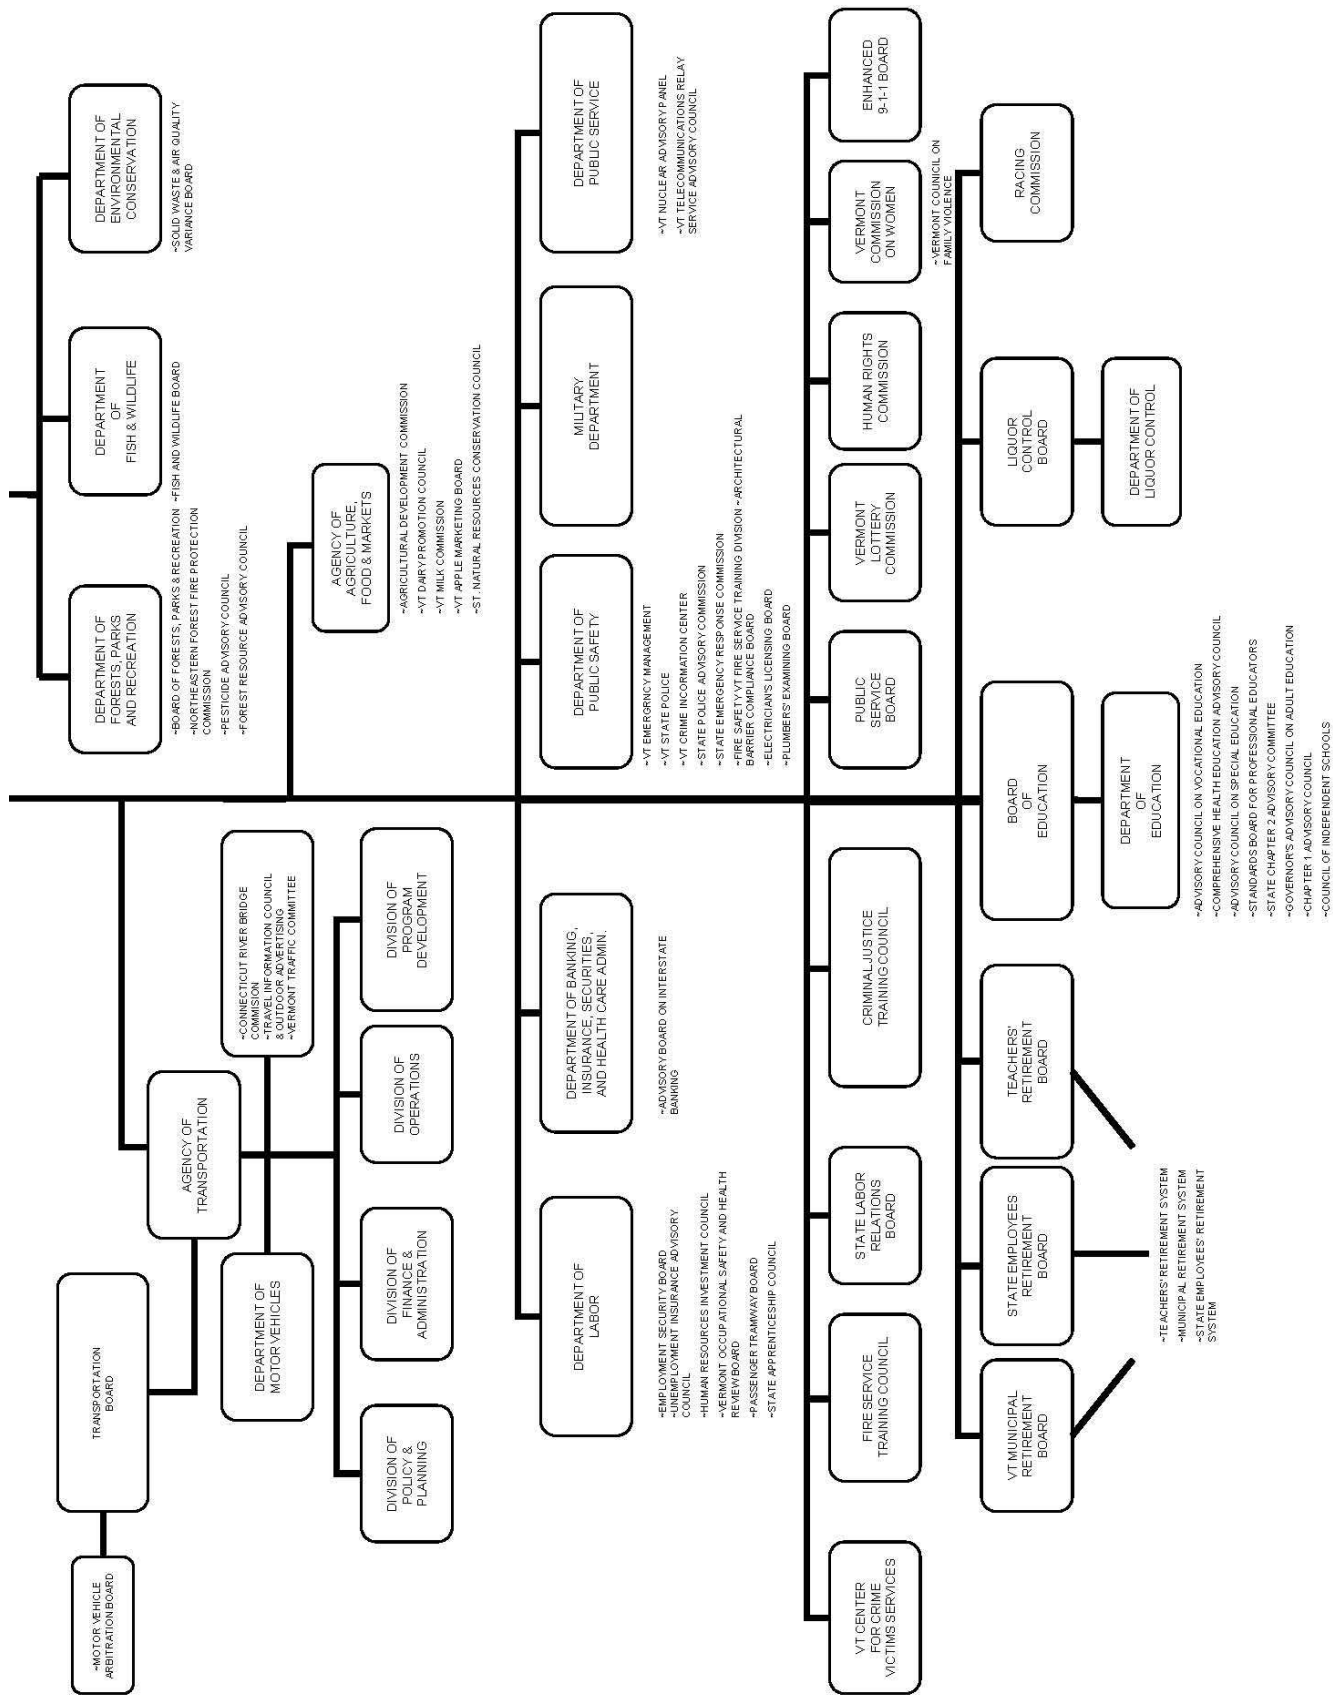 ~MOTOR VEHICLE
ARBITRATION BOARD
TRANSPORTATION
BOARD
AGENCY OF
TRANSPORTATION
DEPARTMENT OF
MOTOR VEHICLES
~CONNECTICUT RIVER BRIDGE
COMMISION
~TRAVEL INFORMATION COUNCIL
& OUTDOOR ADVERTISING
~VERMONT TRAFFIC COMMITTEE
DIVISION OF
POLICY &
PLANNING
DIVISION OF
FINANCE &
ADMINISTRATION
DIVISION OF
OPERATIONS
DIVISION OF
PROGRAM
DEVELOPMENT
DEPARTMENT OF
FORESTS, PARKS
AND RECREATION
~BOARD OF FORESTS, PARKS & RECREATION
~NORTHEASTERN FOREST FIRE PROTECTION
COMMISSION
~PESTICIDE ADVISORY COUNCIL
~FOREST RESOURCE ADVISORY COUNCIL
DEPARTMENT
OF
FISH & WILDLIFE
~FISH AND WILDLIFE BOARD
DEPARTMENT OF
ENVIRONMENTAL
CONSERVATION
~SOLID WASTE & AIR QUALITY
VARIANCE BOARD
AGENCY OF
AGRICULTURE,
FOOD & MARKETS
~AGRICULTURAL DEVELOPMENT COMMISSION
~VT DAIRY PROMOTION COUNCIL
~VT MILK COMMISSION
~VT APPLE MARKETING BOARD
~ST. NATURAL RESOURCES CONSERVATION COUNCIL
DEPARTMENT OF
LABOR
~EMPLOYMENT SECURITY BOARD
~UNEMPLOYMENT INSURANCE ADVISORY
COUNCIL
~HUMAN RESOURCES INVESTMENT COUNCIL
~VERMONT OCCUPATIONAL SAFETY AND HEALTH
REVIEW BOARD
~PASSENGER TRAMWAY BOARD
~STATE APPRENTICESHIP COUNCIL
DEPARTMENT OF BANKING,
INSURANCE, SECURITIES,
AND HEALTH CARE ADMIN.
~ADVISORY BOARD ON INTERSTATE
BANKING
DEPARTMENT OF
PUBLIC SAFETY
~VT EMERGENCY MANAGEMENT
~VT STATE POLICE
~VT CRIME INCORMATION CENTER
~STATE POLICE ADVISORY COMMISSION
~STATE EMERGENCY RESPONSE COMMISSION
~FIRE SAFETY VT FIRE SERVICE TRAINING DIVISION ~ARCHITECTURAL
BARRIER COMPLIANCE BOARD
~ELECTRICIAN'S LICENSING BOARD
~PLUMBERS' EXAMINING BOARD
MILITARY
DEPARTMENT
DEPARTMENT OF
PUBLIC SERVICE
~VT NUCLEAR ADVISORY PANEL
~VT TELECOMMUNICATIONS RELAY
SERVICE ADVISORY COUNCIL
VT CENTER
FOR CRIME
VICTIMS SERVICES
FIRE SERVICE
TRAINING COUNCIL
STATE LABOR
RELATIONS
BOARD
CRIMINAL JUSTICE
TRAINING COUNCIL
PUBLIC
SERVICE
BOARD
VERMONT
LOTTERY
COMMISSION
HUMAN RIGHTS
COMMISSION
VERMONT
COMMISSION
ON WOMEN
~VERMONT COUNCIL ON
FAMILY VIOLENCE
ENHANCED
9-1-1 BOARD
VT MUNICIPAL
RETIREMENT
BOARD
STATE EMPLOYEES
RETIREMENT
BOARD
TEACHERS'
RETIREMENT
BOARD
~TEACHERS' RETIREMENT SYSTEM
~MUNICIPAL RETIREMENT SYSTEM
~STATE EMPLOYEES' RETIREMENT
SYSTEM
BOARD
OF
EDUCATION
DEPARTMENT
OF
EDUCATION
~ADVISORY COUNCIL ON VOCATIONAL EDUCATION
~COMPREHENSIVE HEALTH EDUCATION ADVISORY COUNCIL
~ADVISORY COUNCIL ON SPECIAL EDUCATION
~STANDARDS BOARD FOR PROFESSIONAL EDUCATORS
~STATE CHAPTER 2 ADVISORY COMMITTEE
~GOVERNOR'S ADVISORY COUNCIL ON ADULT EDUCATION
~CHAPTER 1 ADVISORY COUNCIL
~COUNCIL OF INDEPENDENT SCHOOLS
LIQUOR
CONTROL
BOARD
DEPARTMENT OF
LIQUOR CONTROL
RACING
COMMISSION